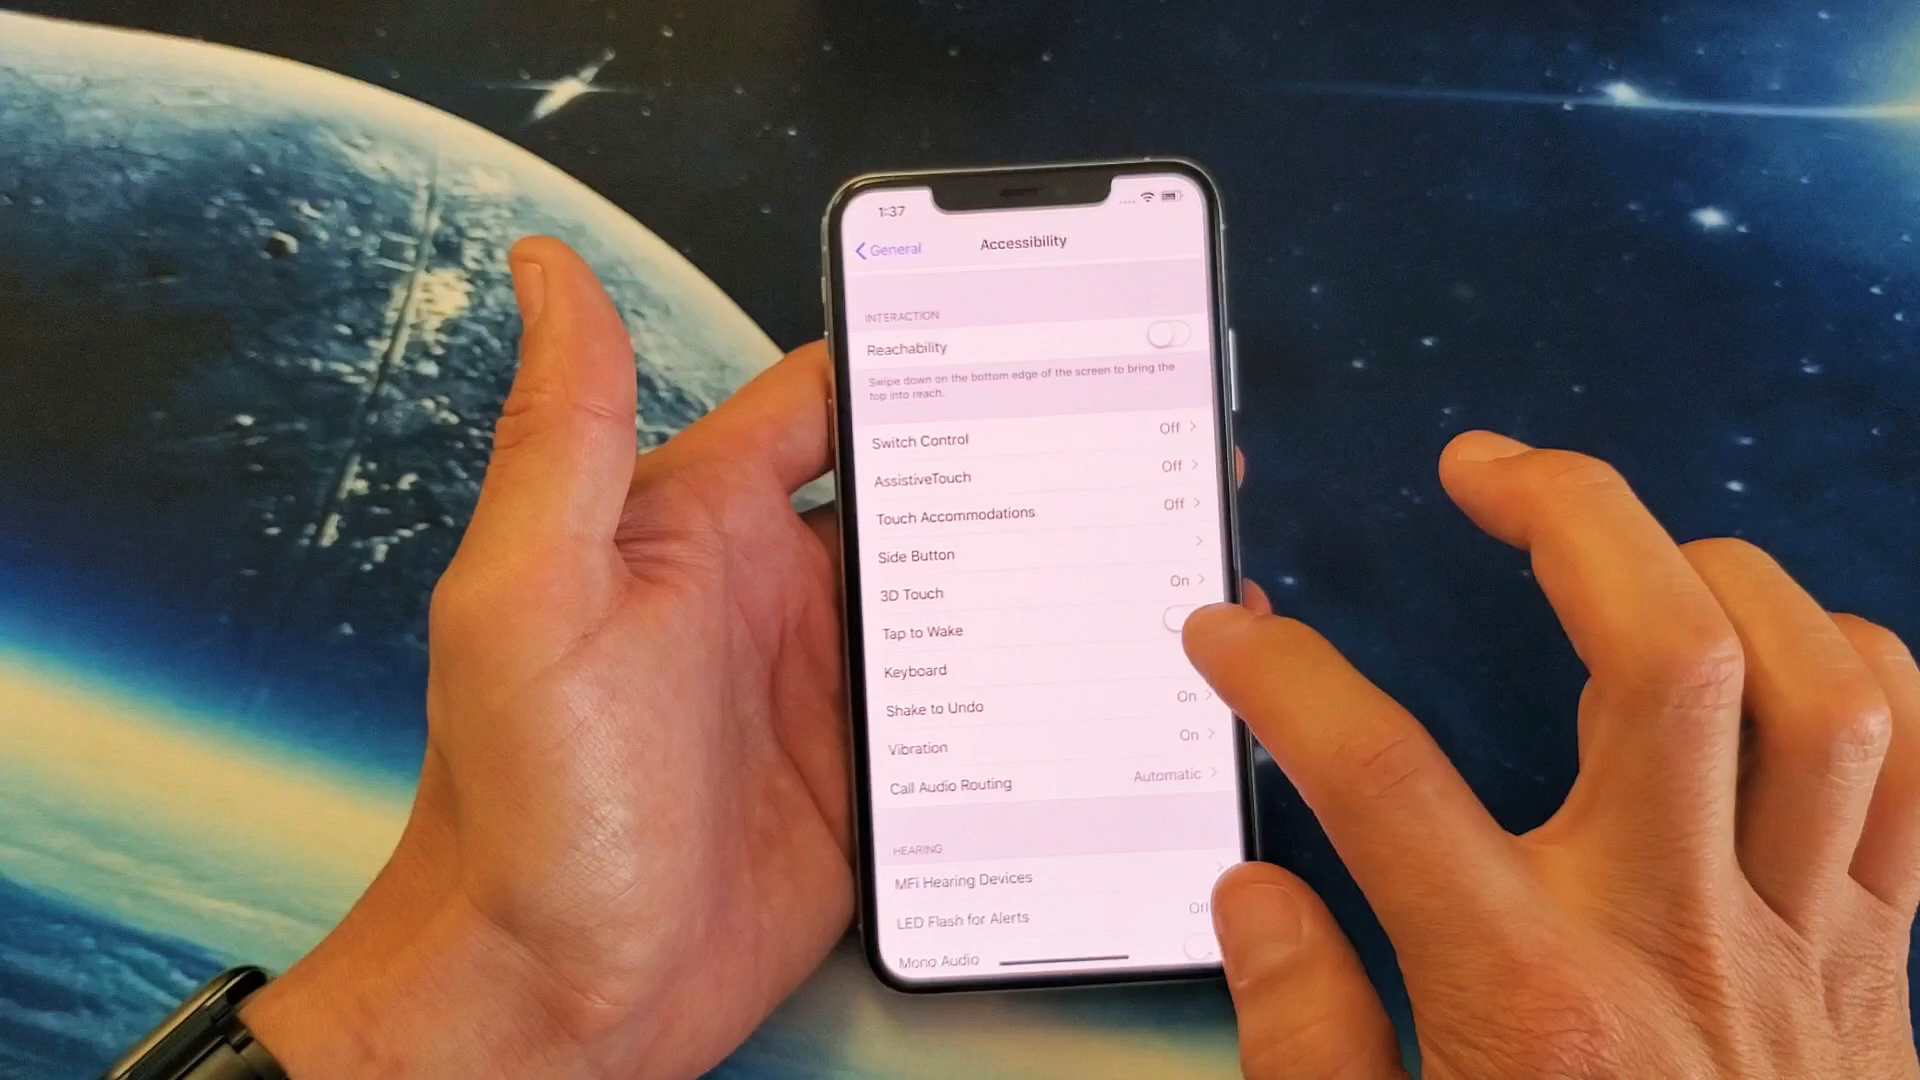 1:37
General
Accessibility
INTERACTION
Reachability
Swipe down on the bottom edge of the screen to bring the
top into reach.
Switch Control Off
AssistiveTouch Off
Touch Accommodations Off
Side Button
3D Touch On
Tap to Wake
Keyboard
Shake to Undo On
Vibration On
Call Audio Routing Automatic
HEARING
MFi Hearing Devices
LED Flash for Alerts Off
Mono Audio